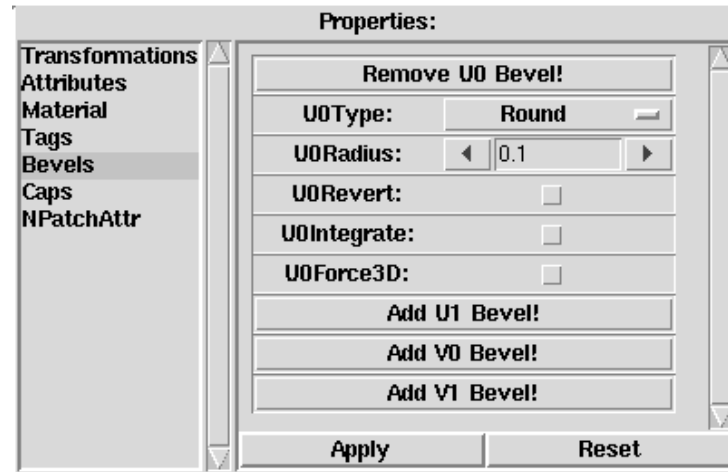 Properties:
Transformations
Attributes
Material
Tags
Bevels
Caps
NPatchAttr
Remove U0 Bevel!
U0Type: Round
U0Radius: 0.1
U0Revert:
U0Integrate:
U0Force3D:
Add U1 Bevel!
Add V0 Bevel!
Add V1 Bevel!
Apply Reset